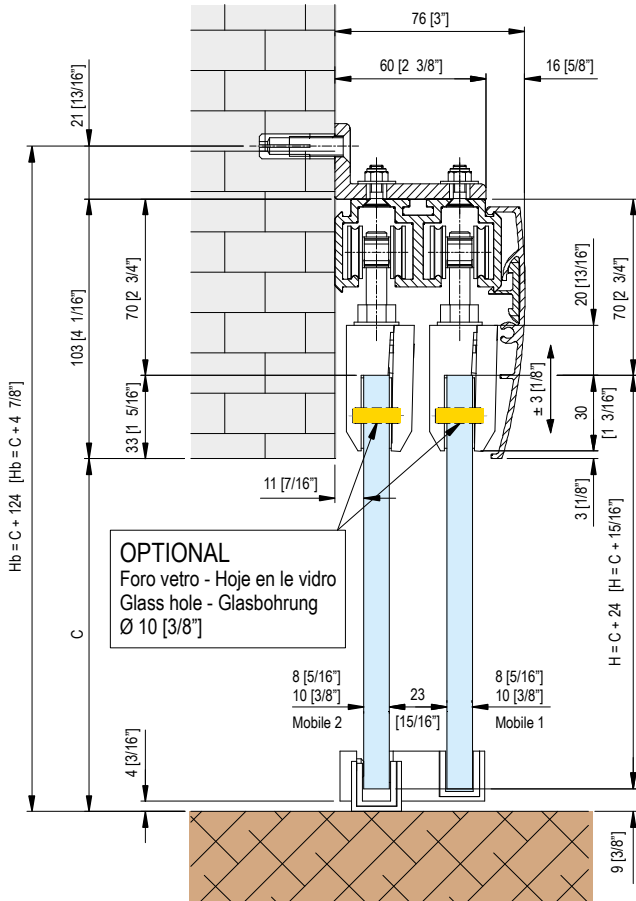 76 [3”]
60 [2 3/8”]
16 [5/8”]
21 [13/16”]
103 [4 1/16”]
70 [2 3/4”]
33 [1 5/16”]
20 [13/16”]
70 [2 3/4”]
± 3 [1/8”]
30
[1 3/16”]
3 [1/8”]
11 [7/16”]
Hb = C + 124 [Hb = C + 4 7/8”]
C
H = C + 24 [H = C + 15/16”]
OPTIONAL
Foro vetro - Hoje en le vidro
Glass hole - Glasbohrung
Ø 10 [3/8”]
8 [5/16”]
10 [3/8”]
Mobile 2
23
[15/16”]
8 [5/16”]
10 [3/8”]
Mobile 1
4 [3/16”]
9 [3/8”]